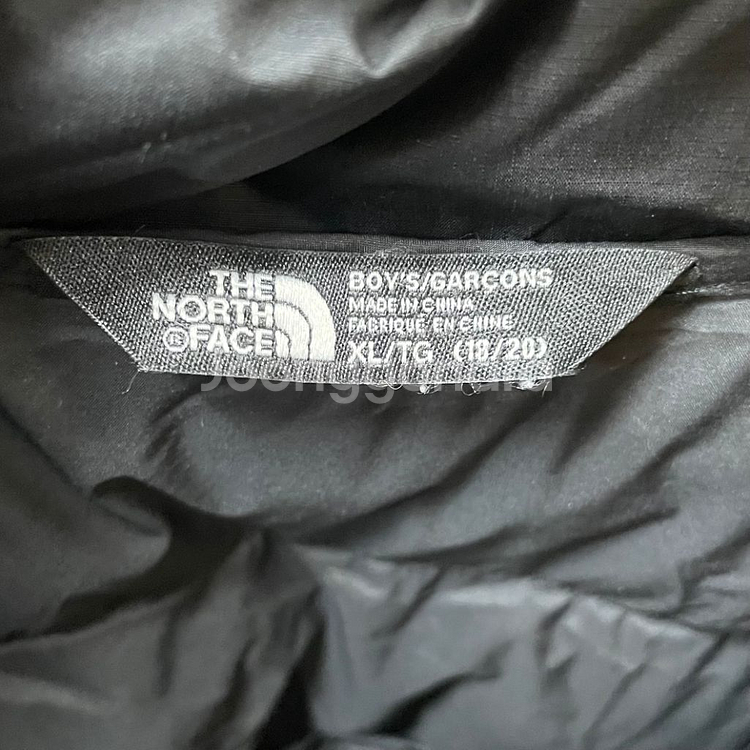 THE
NORTH
FACE
BOY'S/GARCONS
MADE IN CHINA
FABRIQUE EN CHINE
XL/TG (18/20)